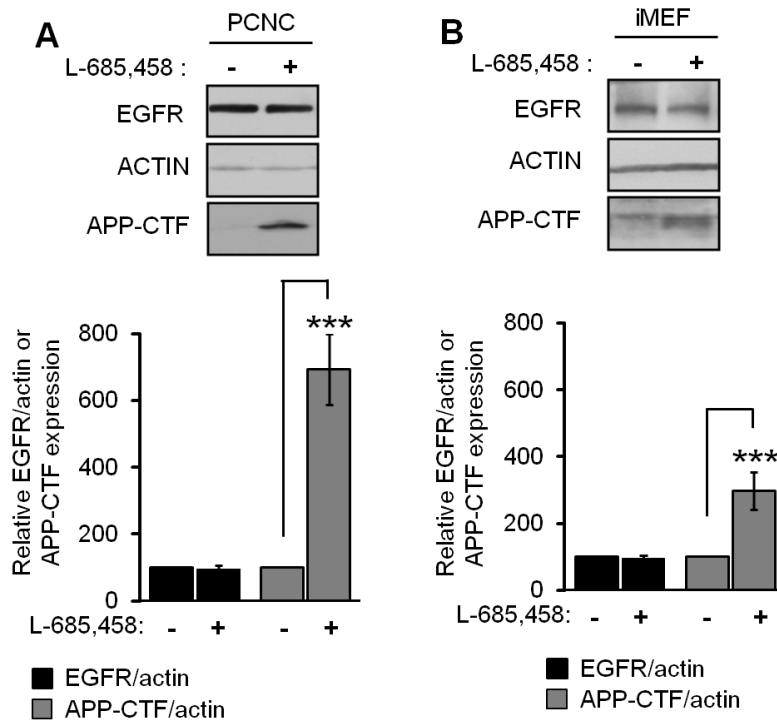 A
PCNC
L-685,458 : - +
EGFR
ACTIN
APP-CTF
Relative EGFR/actin or
APP-CTF expression
800
600
400
200
0
***
L-685,458: - +  - +
EGFR/actin
APP-CTF/actin
B
iMEF
L-685,458 : - +
EGFR
ACTIN
APP-CTF
Relative EGFR/actin or
APP-CTF expression
800
600
400
200
0
***
L-685,458: - +  - +
EGFR/actin
APP-CTF/actin